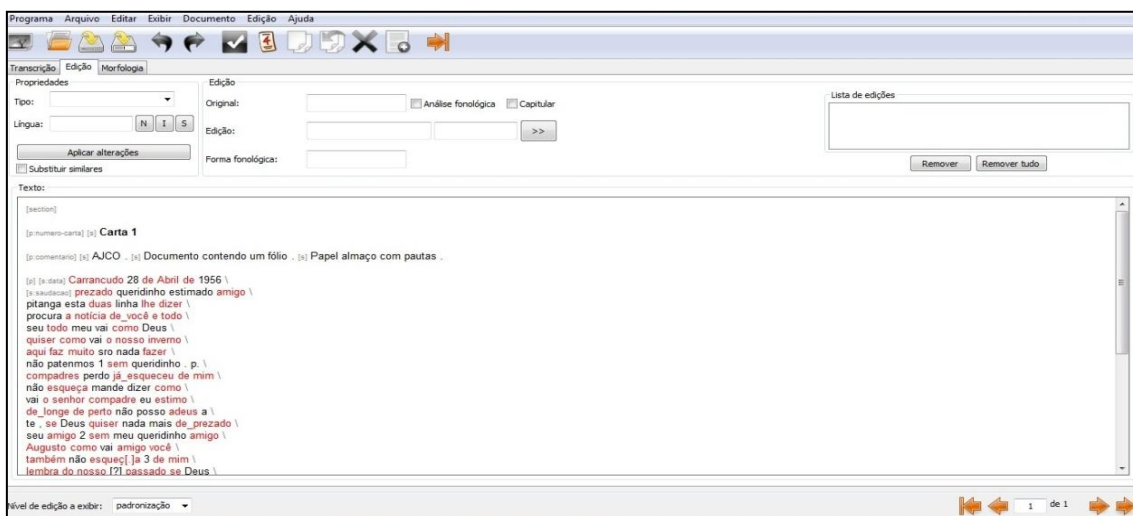 Programa Arquivo Editar Exibir Documento Edição Ajuda
Transcrição Edição Morfologia
Propriedades
Tipo:
Língua: N I S
Aplicar alterações
Substituir similares
Edição
Original: Análise fonológica Capitular
Edição: >>
Forma fonológica:
Lista de edições
Remover Remover tudo
Texto:
[section]
[p:numero-carta] [s] Carta 1
[p:comentario] [s] AJCO . [s] Documento contendo um fólio . [s] Papel almaço com pautas .
[p] [s:data] Carrancudo 28 de Abril de 1956 \
[s:saudacao] prezado queridinho estimado amigo \
pitanga esta duas linha lhe dizer \
procura a notícia de_você e todo \
seu todo meu vai como Deus \
quiser como vai o nosso inverno \
aqui faz muito sro nada fazer \
não patenmos 1 sem queridinho . p. \
compadres perdo já_esqueceu de mim \
não esqueça mande dizer como \
vai o senhor compadre eu estimo \
de_longe de perto não posso adeus a \
te , se Deus quiser nada mais de_prezado \
seu amigo 2 sem meu queridinho amigo \
Augusto como vai amigo você \
também não esqueç[ ]a 3 de mim \
lembra do nosso [?] passado se Deus \
Nível de edição a exibir: padronização
1 de 1